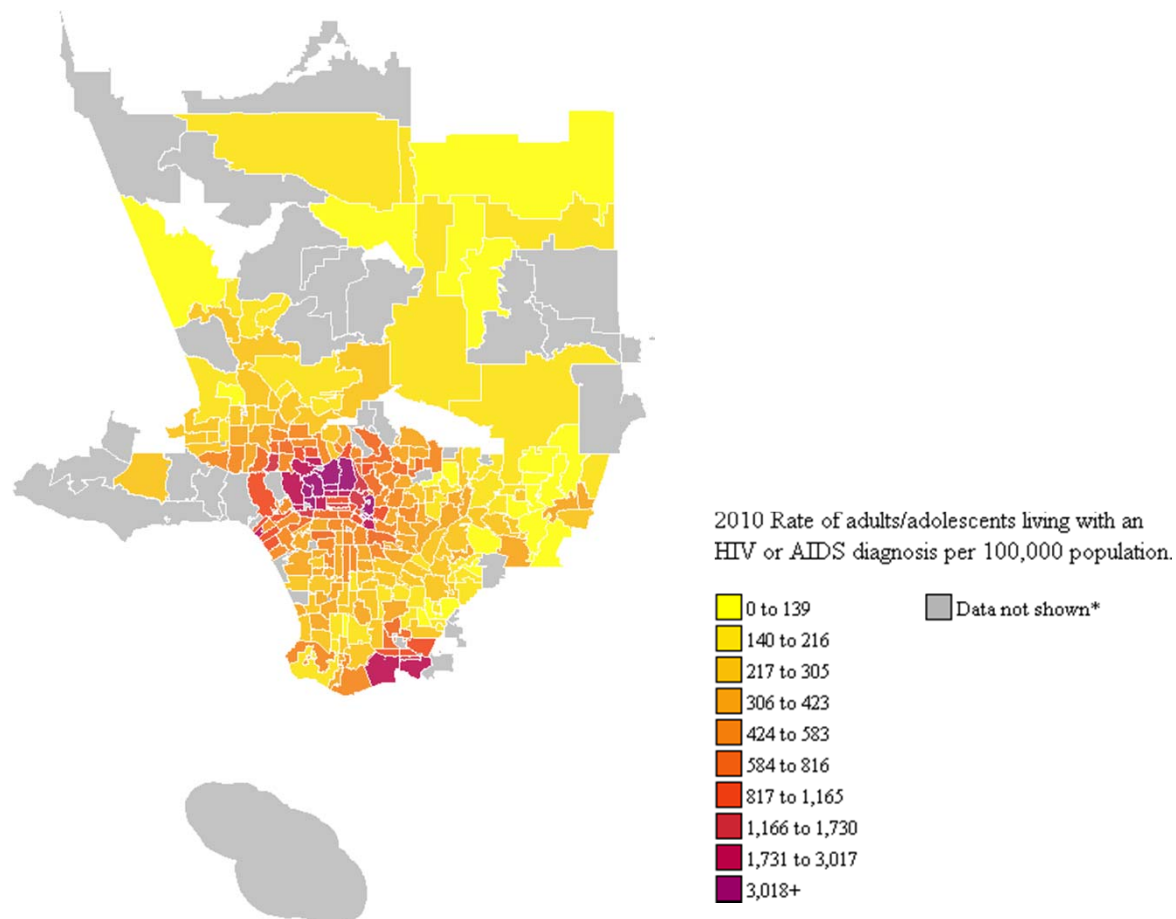 2010 Rate of adults/adolescents living with an
HIV or AIDS diagnosis per 100,000 population.
0 to 139
Data not shown*
140 to 216
217 to 305
306 to 423
424 to 583
584 to 816
817 to 1,165
1,166 to 1,730
1,731 to 3,017
3,018+